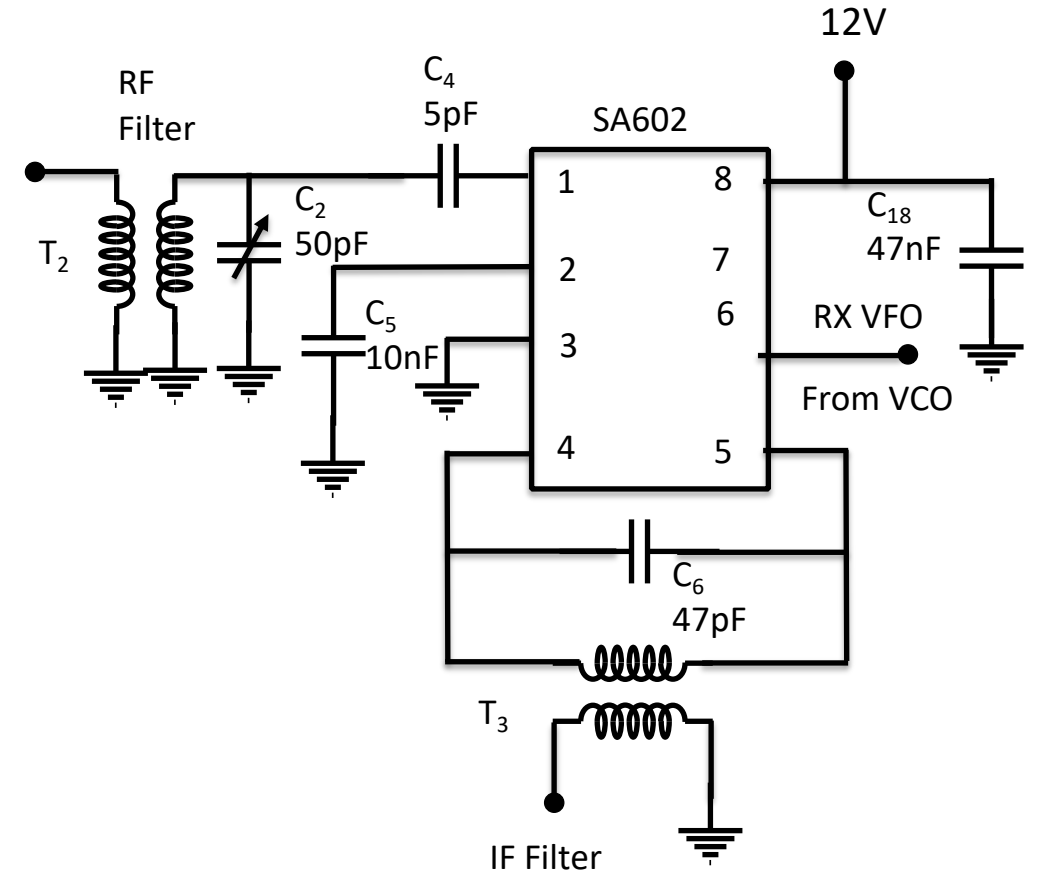 12V
RF
Filter
C4
5pF
SA602
1
8
C18
47nF
C2
50pF
T2
2
7
6
RX VFO
C5
10nF
3
From VCO
4
5
C6
47pF
T3
IF Filter